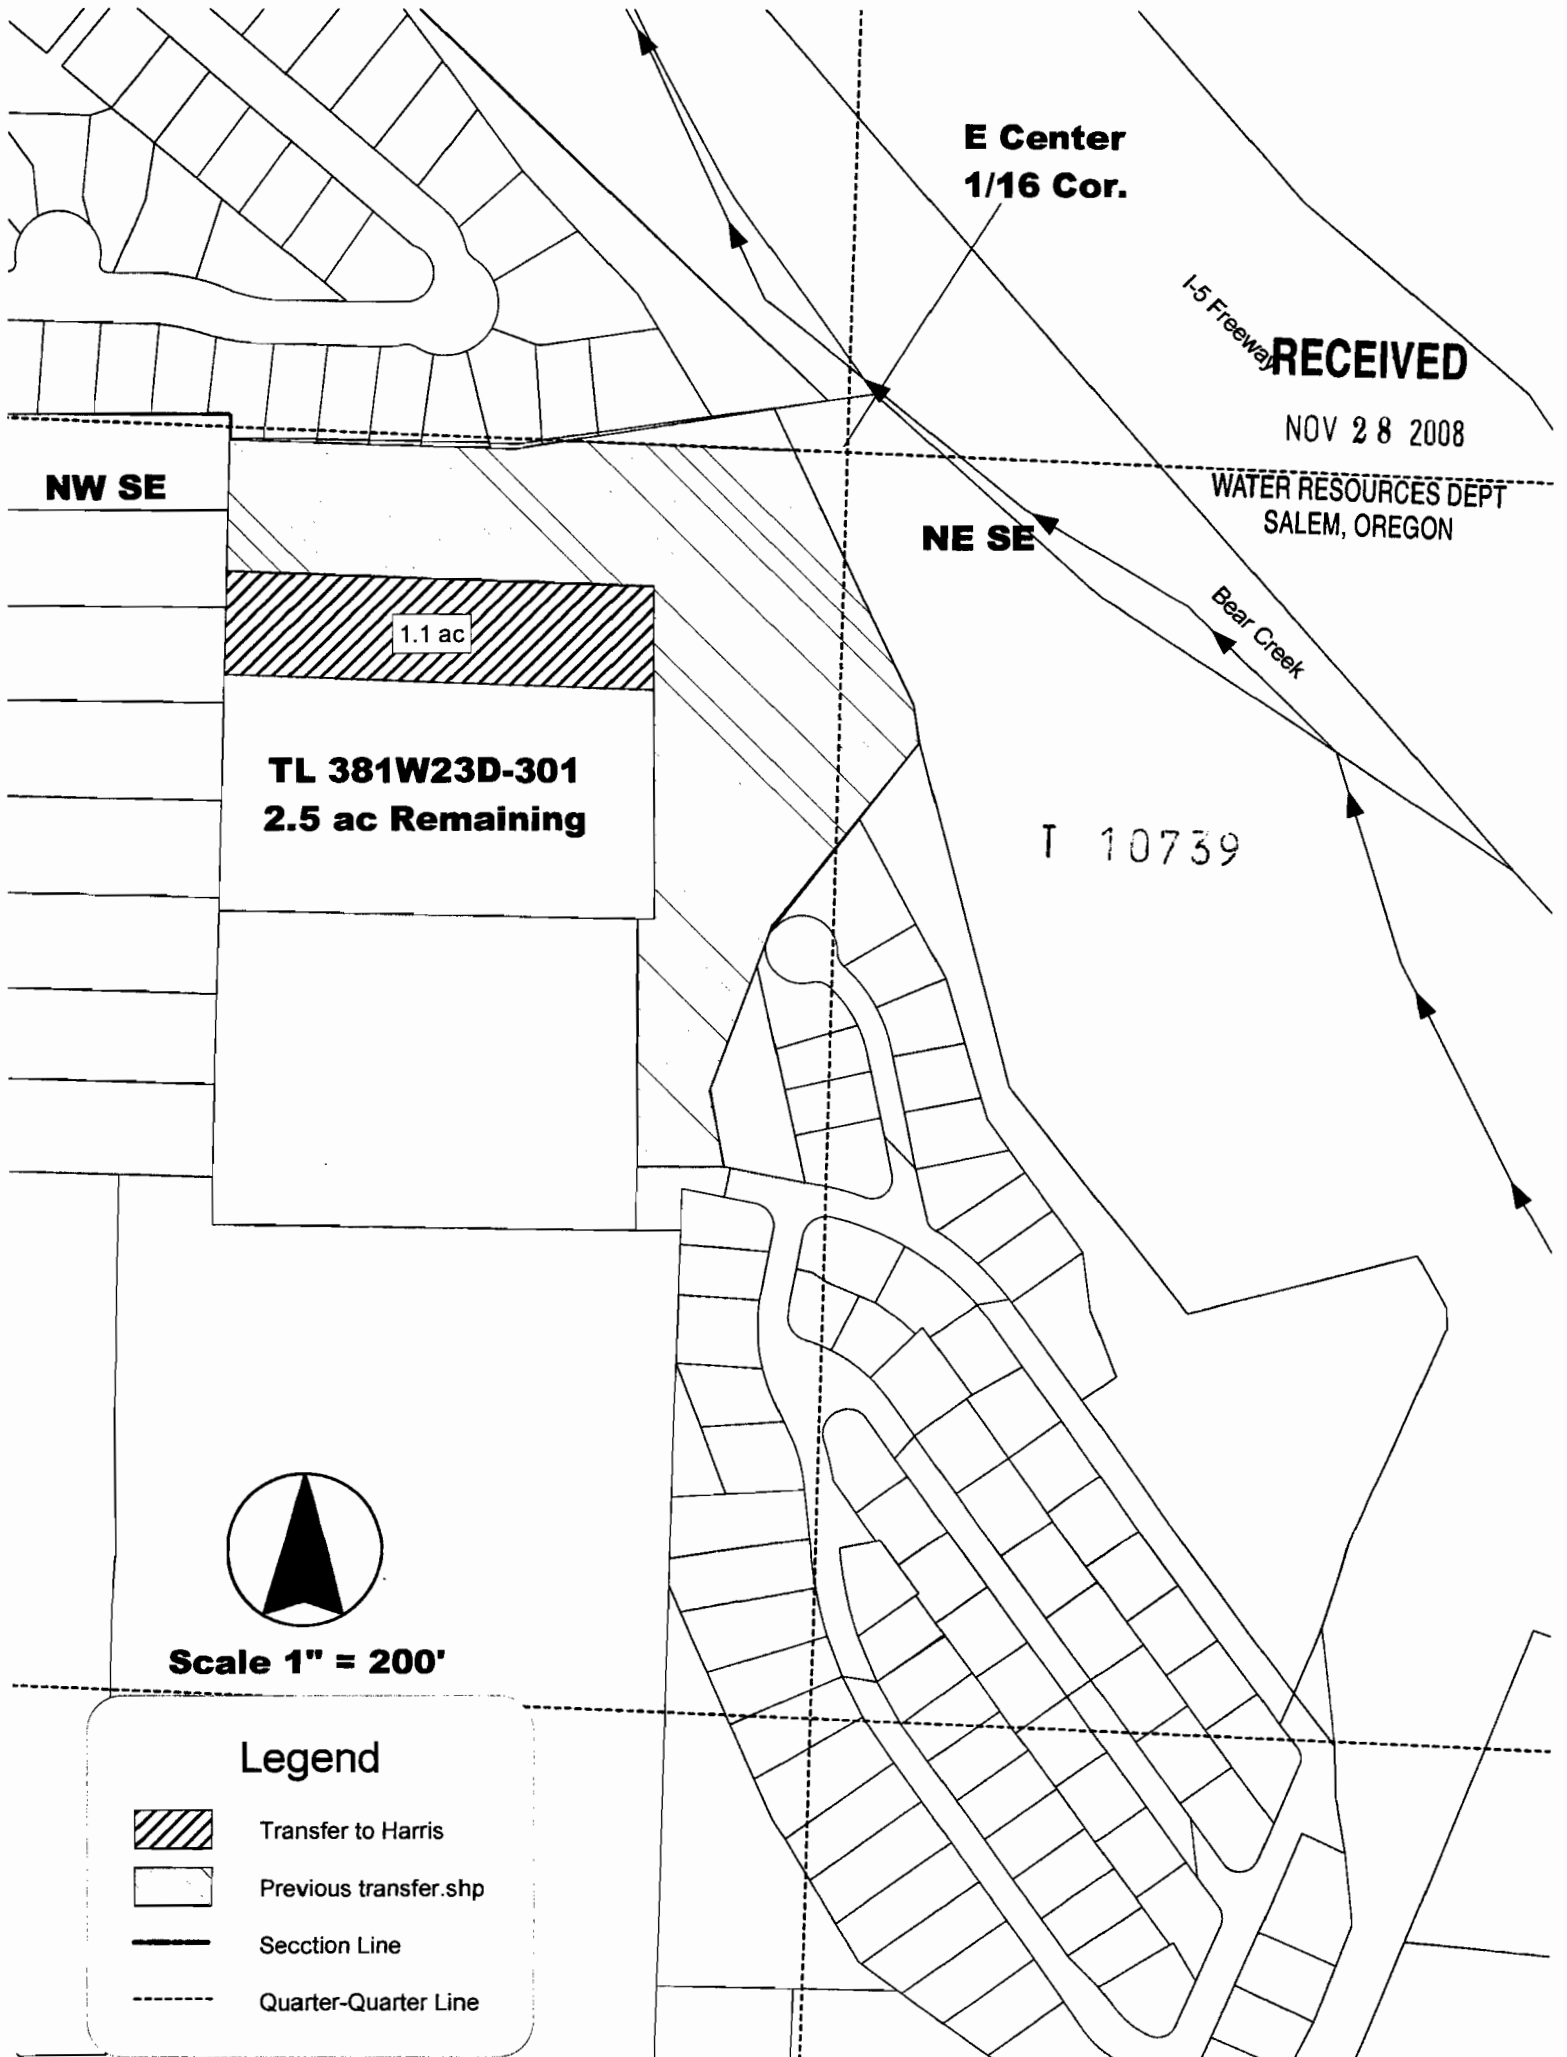 E Center
1/16 Cor.
I-5 Freeway
RECEIVED
NOV 28 2008
WATER RESOURCES DEPT
SALEM, OREGON
NW SE
NE SE
Bear Creek
1.1 ac
TL 381W23D-301
2.5 ac Remaining
T 10739
Scale 1" = 200'
Legend
Transfer to Harris
Previous transfer.shp
Secction Line
Quarter-Quarter Line